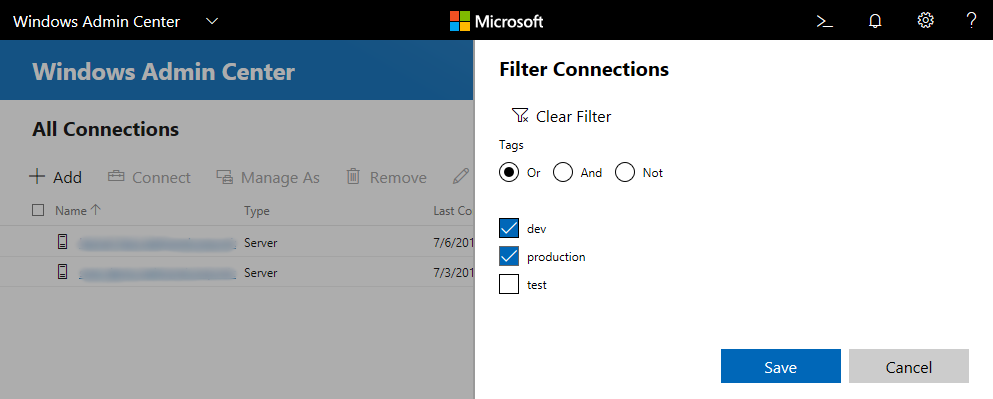 Windows Admin Center
Microsoft
Windows Admin Center
All Connections
Add Connect Manage As Remove
Name Type Last Co
Server 7/6/201
Server 7/3/201
Filter Connections
Clear Filter
Tags
Or And Not
dev
production
test
Save Cancel